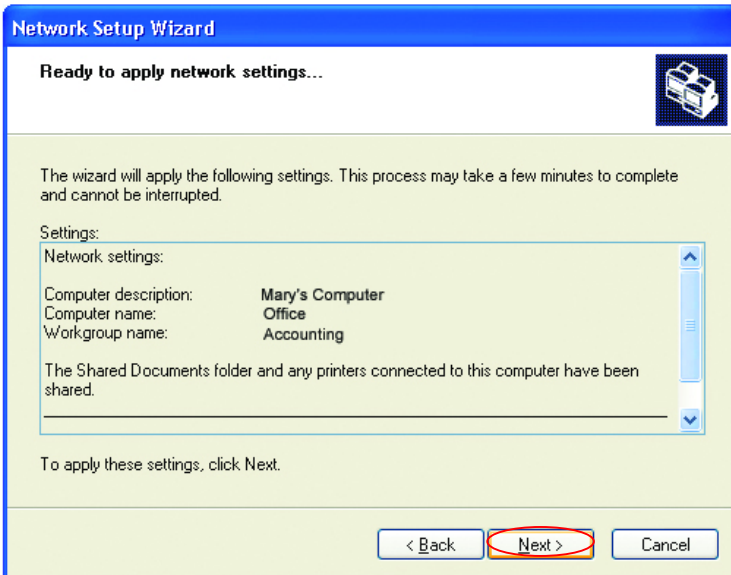 Network Setup Wizard
Ready to apply network settings...
The wizard will apply the following settings. This process may take a few minutes to complete
and cannot be interrupted.
Settings:
Network settings:
Computer description: Mary's Computer
Computer name: Office
Workgroup name: Accounting
The Shared Documents folder and any printers connected to this computer have been
shared.
To apply these settings, click Next.
< Back Next > Cancel